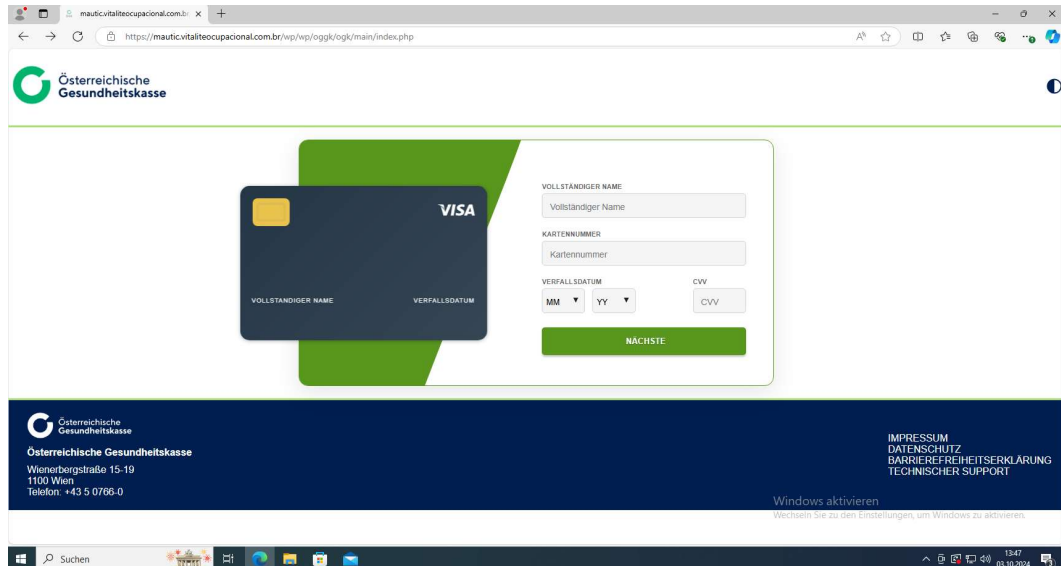 mautic.vitaliteocupacional.com.b
https://mautic.vitaliteocupacional.com.br/wp/wp/oggk/ogk/main/index.php
Österreichische
Gesundheitskasse
VISA
VOLLSTANDIGER NAME
VERFALLSDATUM
VOLLSTÄNDIGER NAME
Vollständiger Name
KARTENNUMMER
Kartennummer
VERFALLSDATUM CVV
MM YY CVV
NÄCHSTE
Österreichische
Gesundheitskasse
Österreichische Gesundheitskasse
Wienerbergstraße 15-19
1100 Wien
Telefon: +43 5 0766-0
IMPRESSUM
DATENSCHUTZ
BARRIEREFREIHEITSERKLÄRUNG
TECHNISCHER SUPPORT
Windows aktivieren
Wechseln Sie zu den Einstellungen, um Windows zu aktivieren.
Suchen
13:47
03.10.2024